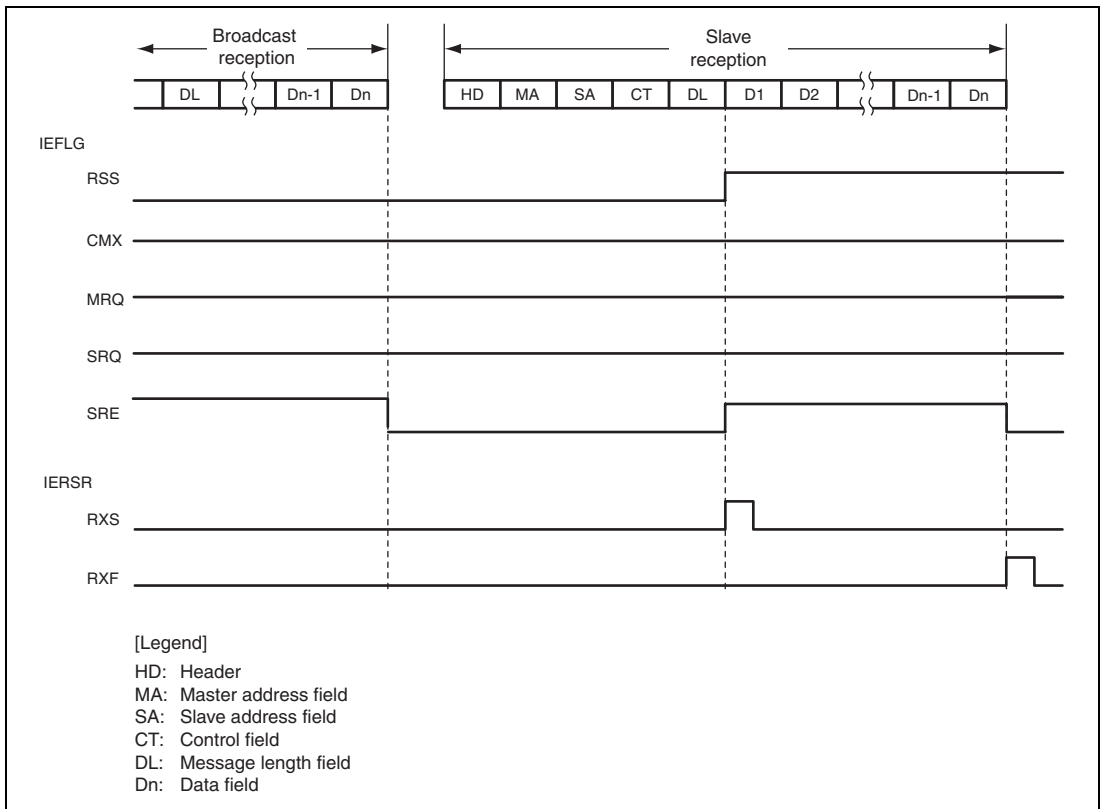 Broadcast
reception
Slave
reception
DL Dn-1 Dn HD MA SA CT DL D1 D2 Dn-1 Dn
IEFLG
RSS
CMX
MRQ
SRQ
SRE
IERSR
RXS
RXF
[Legend]
HD: Header
MA: Master address field
SA: Slave address field
CT: Control field
DL: Message length field
Dn: Data field